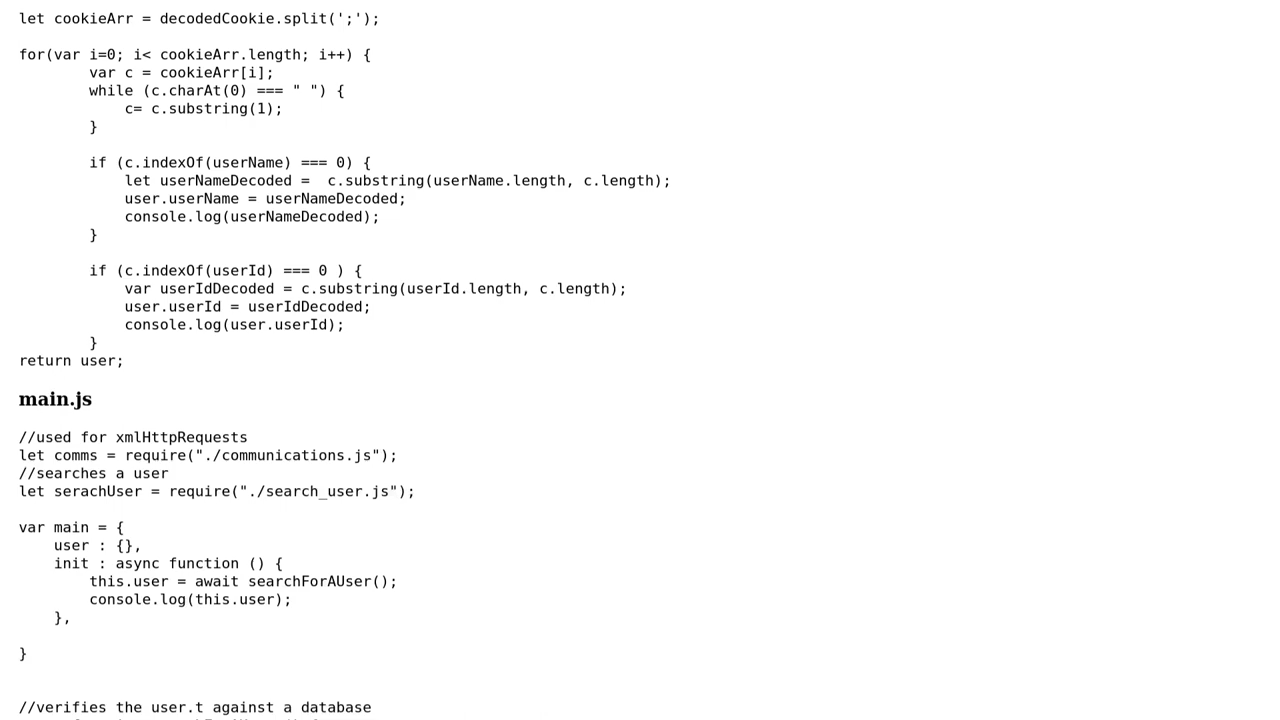 let cookieArr = decodedCookie.split(';');
for(var i=0; i< cookieArr.length; i++) {
        var c = cookieArr[i];
        while (c.charAt(0) === " ") {
            c= c.substring(1);
        }
        if (c.indexOf(userName) === 0) {
            let userNameDecoded =  c.substring(userName.length, c.length);
            user.userName = userNameDecoded;
            console.log(userNameDecoded);
        }
        if (c.indexOf(userId) === 0 ) {
            var userIdDecoded = c.substring(userId.length, c.length);
            user.userId = userIdDecoded;
            console.log(user.userId);
        }
return user;
main.js
//used for xmlHttpRequests
let comms = require("./communications.js");
//searches a user
let serachUser = require("./search_user.js");
var main = {
    user : {},
    init : async function () {
        this.user = await searchForAUser();
        console.log(this.user);
    },
}
//verifies the user.t against a database